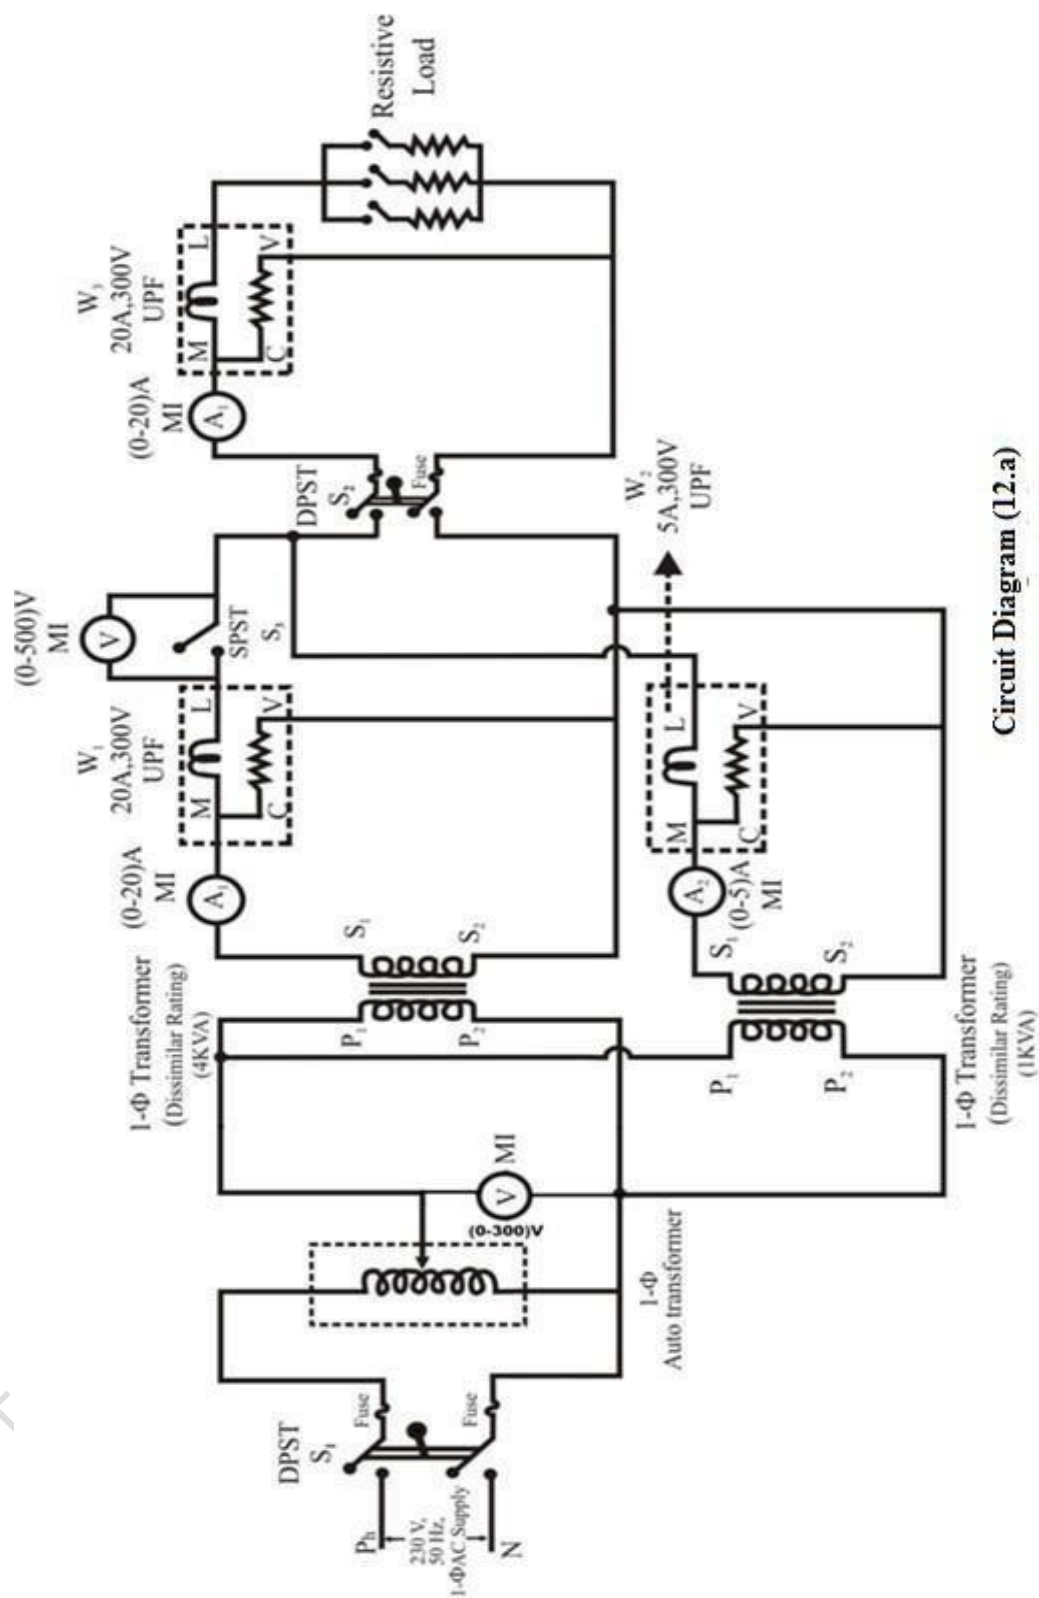 Ph
230 V,
50 Hz,
1-ΦAC Supply
N
DPST
S₁
Fuse
Fuse
1-Φ
Auto transformer
V
MI
(0-300)V
1-Φ Transformer
(Dissimilar Rating)
(4KVA)
P₁
P₂
S₁
S₂
(0-20)A
MI
A₁
W₁
20A,300V
UPF
M
L
C
V
(0-500)V
MI
V
SPST
S₃
DPST
S₂
Fuse
(0-20)A
MI
A₃
W₃
20A,300V
UPF
M
L
C
V
Resistive
Load
1-Φ Transformer
(Dissimilar Rating)
(1KVA)
P₁
P₂
S₁
S₂
A₂
(0-5)A
MI
M
L
C
V
W₂
5A,300V
UPF
Circuit Diagram (12.a)